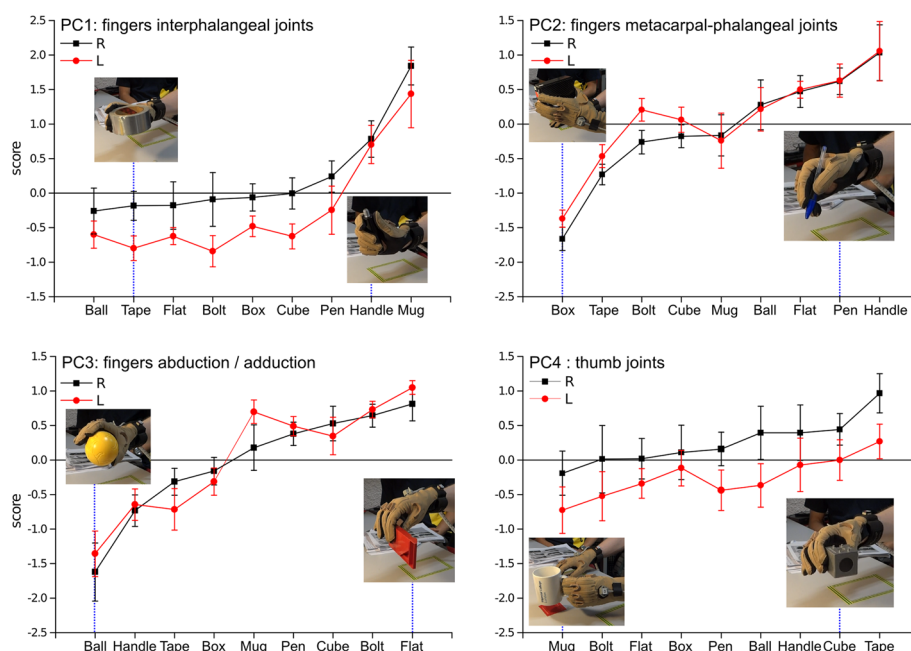 PC1: fingers interphalangeal joints
R
L
score
2.5
2.0
1.5
1.0
0.5
0.0
-0.5
-1.0
-1.5
Ball Tape Flat Bolt Box Cube Pen Handle Mug
PC2: fingers metacarpal-phalangeal joints
R
L
1.5
1.0
0.5
0.0
-0.5
-1.0
-1.5
-2.0
-2.5
Box Tape Bolt Cube Mug Ball Flat Pen Handle
PC3: fingers abduction / adduction
R
L
score
1.5
1.0
0.5
0.0
-0.5
-1.0
-1.5
-2.0
-2.5
Ball Handle Tape Box Mug Pen Cube Bolt Flat
PC4 : thumb joints
R
L
1.5
1.0
0.5
0.0
-0.5
-1.0
-1.5
-2.0
-2.5
Mug Bolt Flat Box Pen Ball Handle Cube Tape